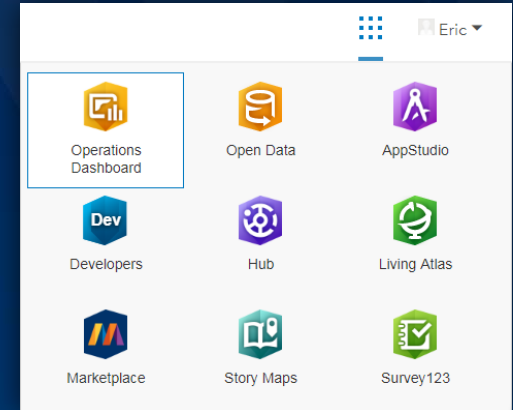 Eric
Operations
Dashboard
Open Data
AppStudio
Dev
Developers
Hub
Living Atlas
Marketplace
Story Maps
Survey123